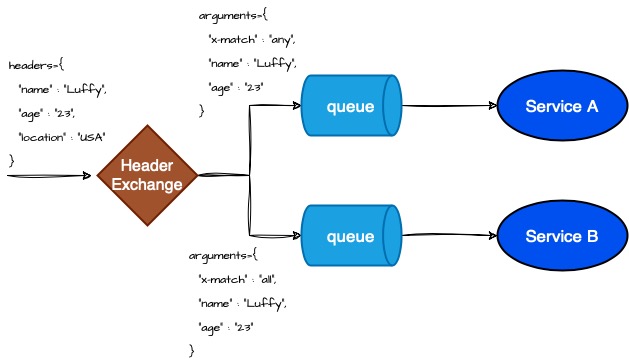 arguments={
"x-match" : "any",
"name" : "Luffy",
"age" : "23"
}
headers={
"name" : "Luffy",
"age" : "23",
"location" : "USA"
}
Header
Exchange
queue
Service A
queue
Service B
arguments={
"x-match" : "all",
"name" : "Luffy",
"age" : "23"
}